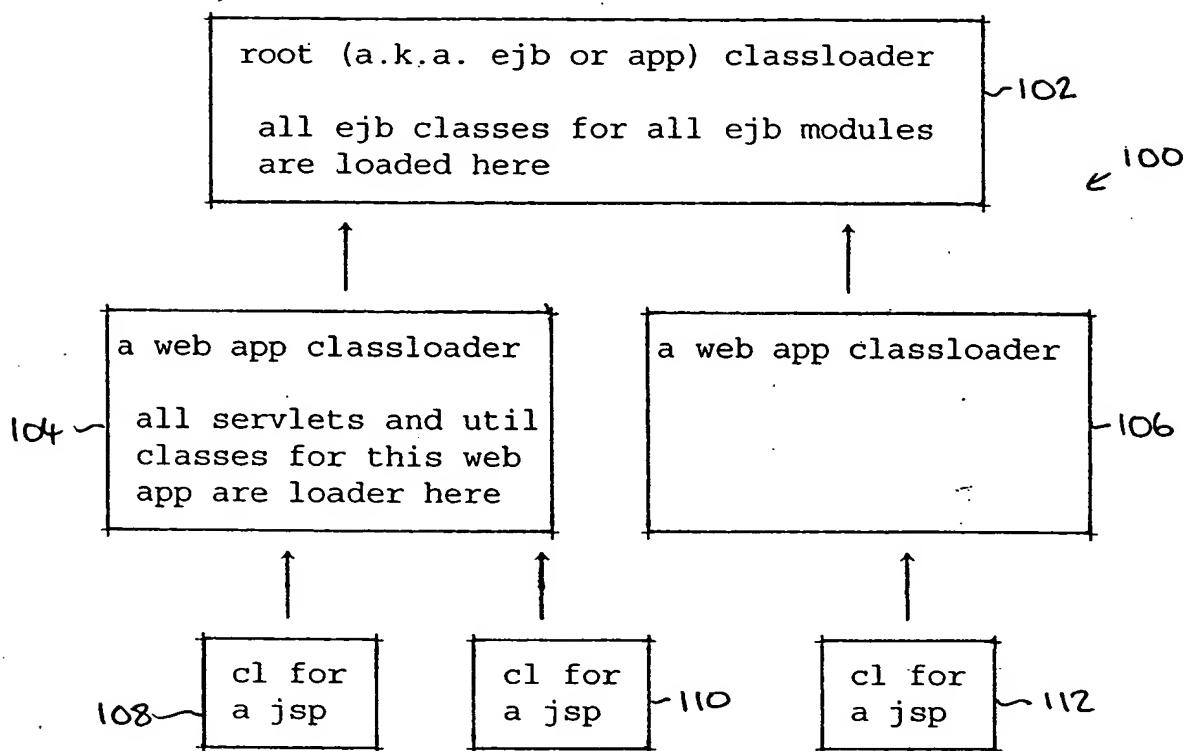 root (a.k.a. ejb or app) classloader
all ejb classes for all ejb modules
are loaded here
102
100
a web app classloader
all servlets and util
classes for this web
app are loader here
104
a web app classloader
106
cl for
a jsp
108
cl for
a jsp
110
cl for
a jsp
112